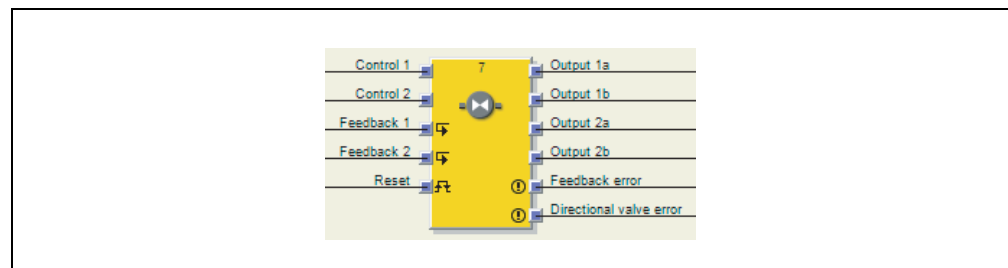 Control 1
7
Output 1a
Control 2
Output 1b
Feedback 1
Output 2a
Feedback 2
Output 2b
Reset
Feedback error
Directional valve error